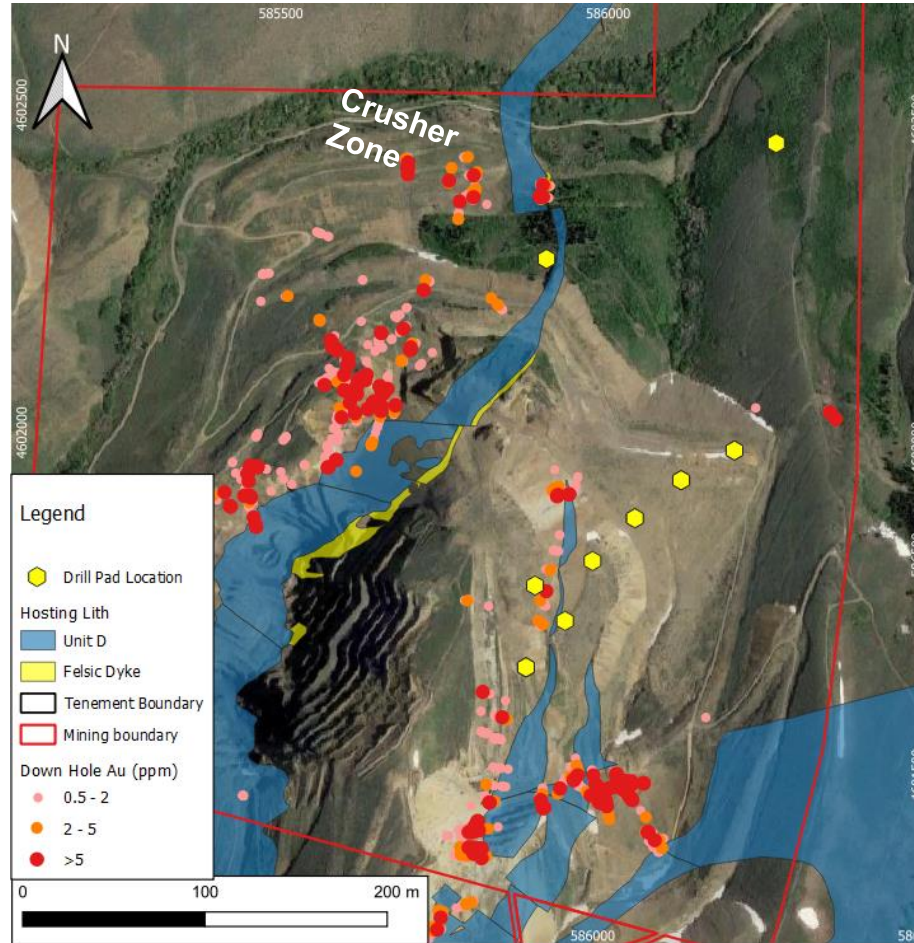 585500
586000
N
4602500
Crusher
Zone
4602000
Legend
Drill Pad Location
Hosting Lith
Unit D
Felsic Dyke
Tenement Boundary
Mining boundary
Down Hole Au (ppm)
0.5 - 2
2 - 5
>5
0
100
200 m
586000